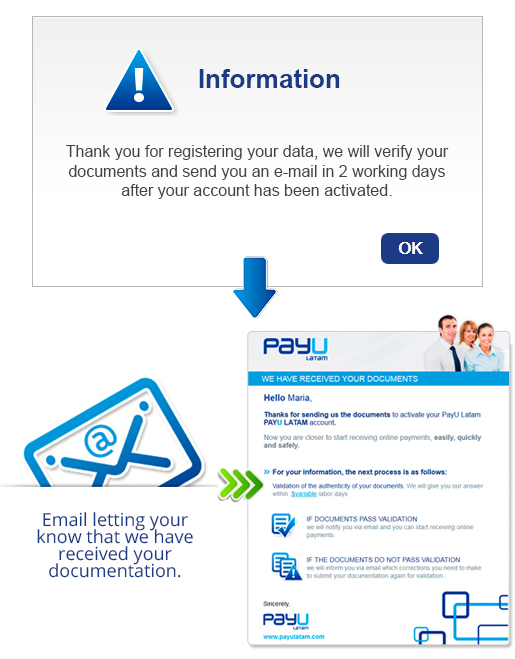 Information
Thank you for registering your data, we will verify your
documents and send you an e-mail in 2 working days
after your account has been activated.
OK
PayU
LATAM
WE HAVE RECEIVED YOUR DOCUMENTS
Hello Maria,
Thanks for sending us the documents to activate your PayU Latam
PAYU LATAM account.
Now you are closer to start receiving online payments, easily, quickly
and safely.
» For your information, the next process is as follows:
Validation of the authenticity of your documents. We will give you our answer
within $variable labor days
IF DOCUMENTS PASS VALIDATION
we will notify you via email and you can start receiving online
payments.
IF THE DOCUMENTS DO NOT PASS VALIDATION
we will inform you via email which corrections you need to make
to submit your documentation again for validation.
Sincerely,
PayU
LATAM
www.payulatam.com
@
Email letting your
know that we have
received your
documentation.